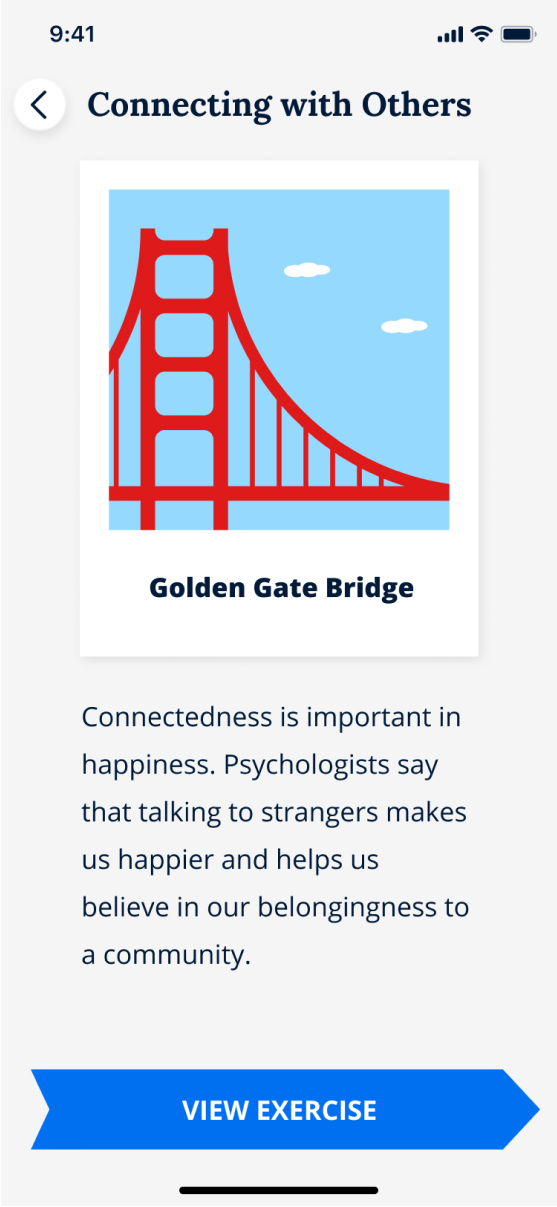 9:41
Connecting with Others
Golden Gate Bridge
Connectedness is important in
happiness. Psychologists say
that talking to strangers makes
us happier and helps us
believe in our belongingness to
a community.
VIEW EXERCISE